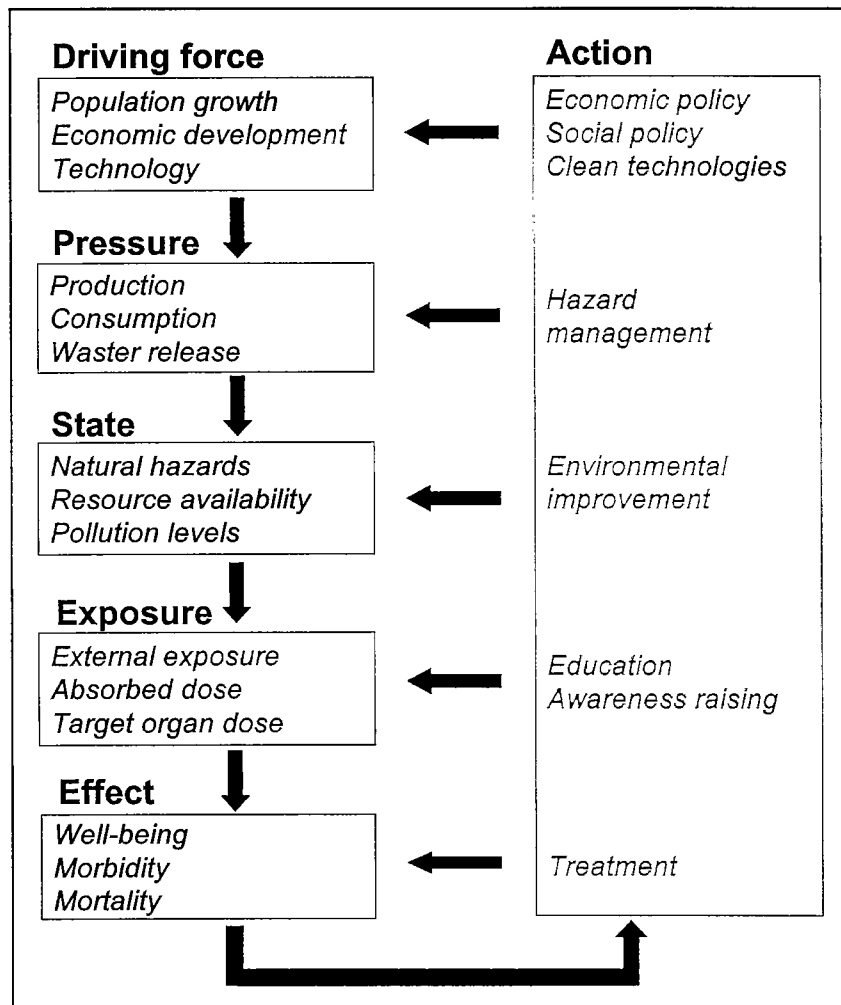 Driving force
Population growth
Economic development
Technology
Pressure
Production
Consumption
Waster release
State
Natural hazards
Resource availability
Pollution levels
Exposure
External exposure
Absorbed dose
Target organ dose
Effect
Well-being
Morbidity
Mortality
Action
Economic policy
Social policy
Clean technologies
Hazard
management
Environmental
improvement
Education
Awareness raising
Treatment